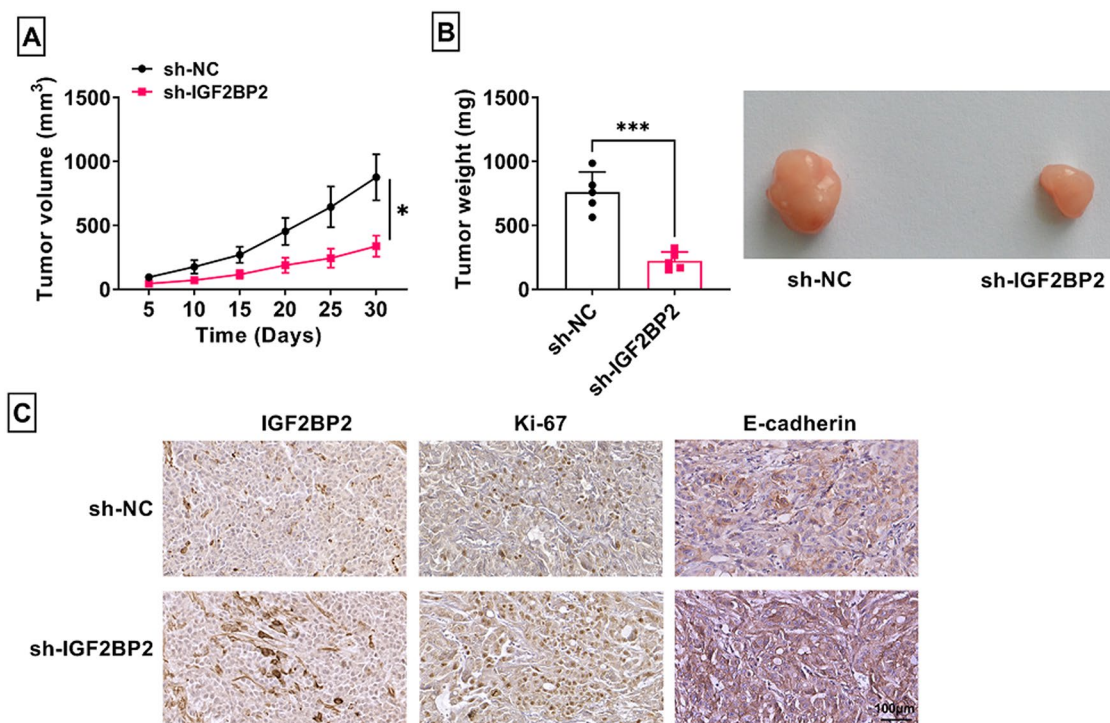 A
sh-NC
sh-IGF2BP2
Tumor volume (mm³)
1500
1000
500
0
5 10 15 20 25 30
Time (Days)
*
B
Tumor weight (mg)
1500
1000
500
0
***
sh-NC
sh-IGF2BP2
sh-NC sh-IGF2BP2
C
IGF2BP2 Ki-67 E-cadherin
sh-NC
sh-IGF2BP2
100μm